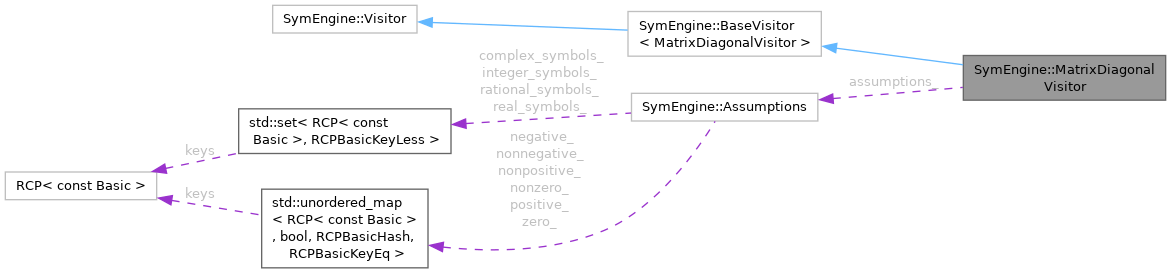 SymEngine::Visitor
SymEngine::BaseVisitor
< MatrixDiagonalVisitor >
SymEngine::MatrixDiagonal
Visitor
complex_symbols_
integer_symbols_
rational_symbols_
real_symbols_
assumptions_
SymEngine::Assumptions
std::set< RCP< const
Basic >, RCPBasicKeyLess >
negative_
nonnegative_
nonpositive_
nonzero_
positive_
zero_
keys
RCP< const Basic >
keys
std::unordered_map
< RCP< const Basic >
, bool, RCPBasicHash,
RCPBasicKeyEq >